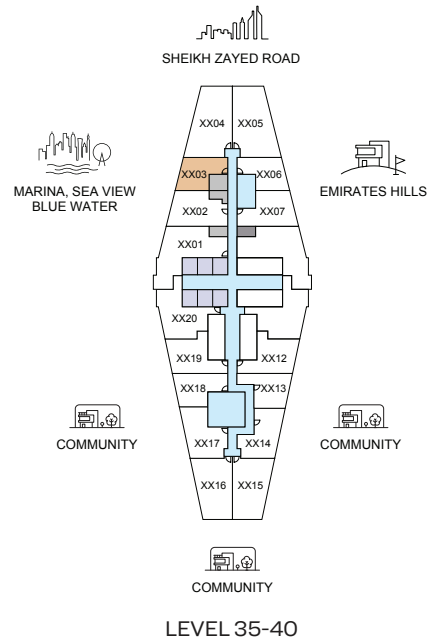 SHEIKH ZAYED ROAD
XX04
XX05
XX03
XX06
MARINA, SEA VIEW
BLUE WATER
EMIRATES HILLS
XX02
XX07
XX01
XX20
XX19
XX12
XX18
XX13
COMMUNITY
COMMUNITY
XX17
XX14
XX16
XX15
COMMUNITY
LEVEL 35-40